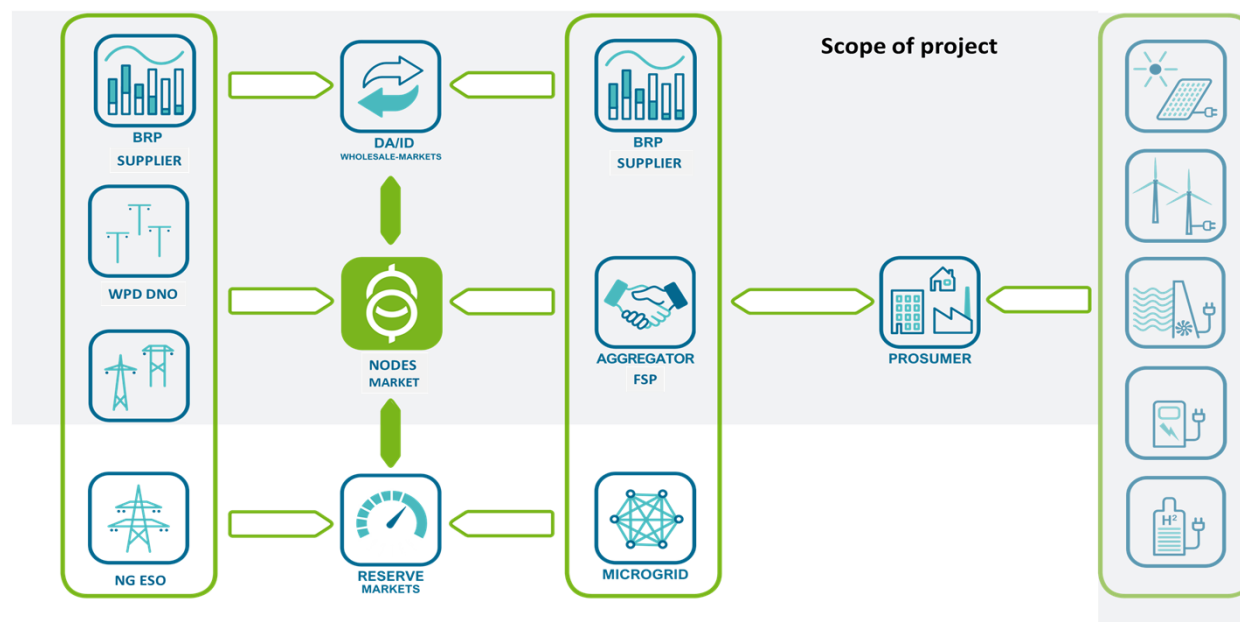 Scope of project
BRP
SUPPLIER
DA/ID
WHOLESALE-MARKETS
BRP
SUPPLIER
WPD DNO
NODES
MARKET
AGGREGATOR
FSP
PROSUMER
NG ESO
RESERVE
MARKETS
MICROGRID
H²